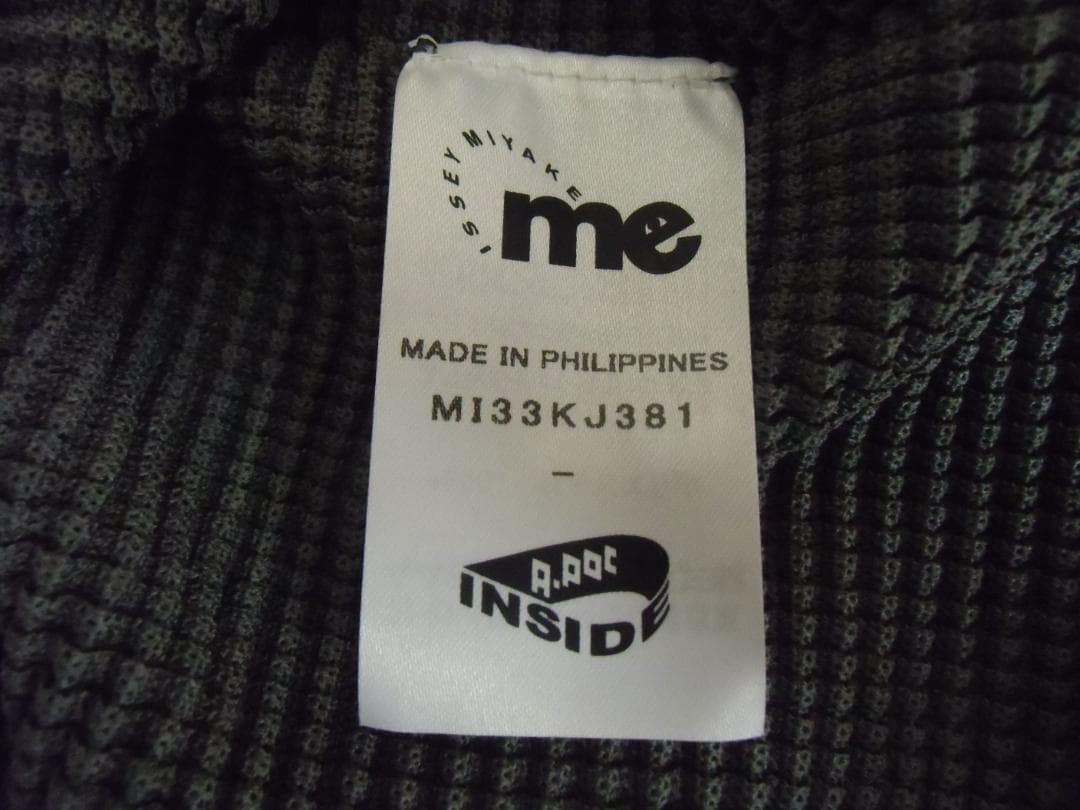 ISSEY MIYAKE
me
MADE IN PHILIPPINES
MI33KJ381
–
A.POC
INSIDE